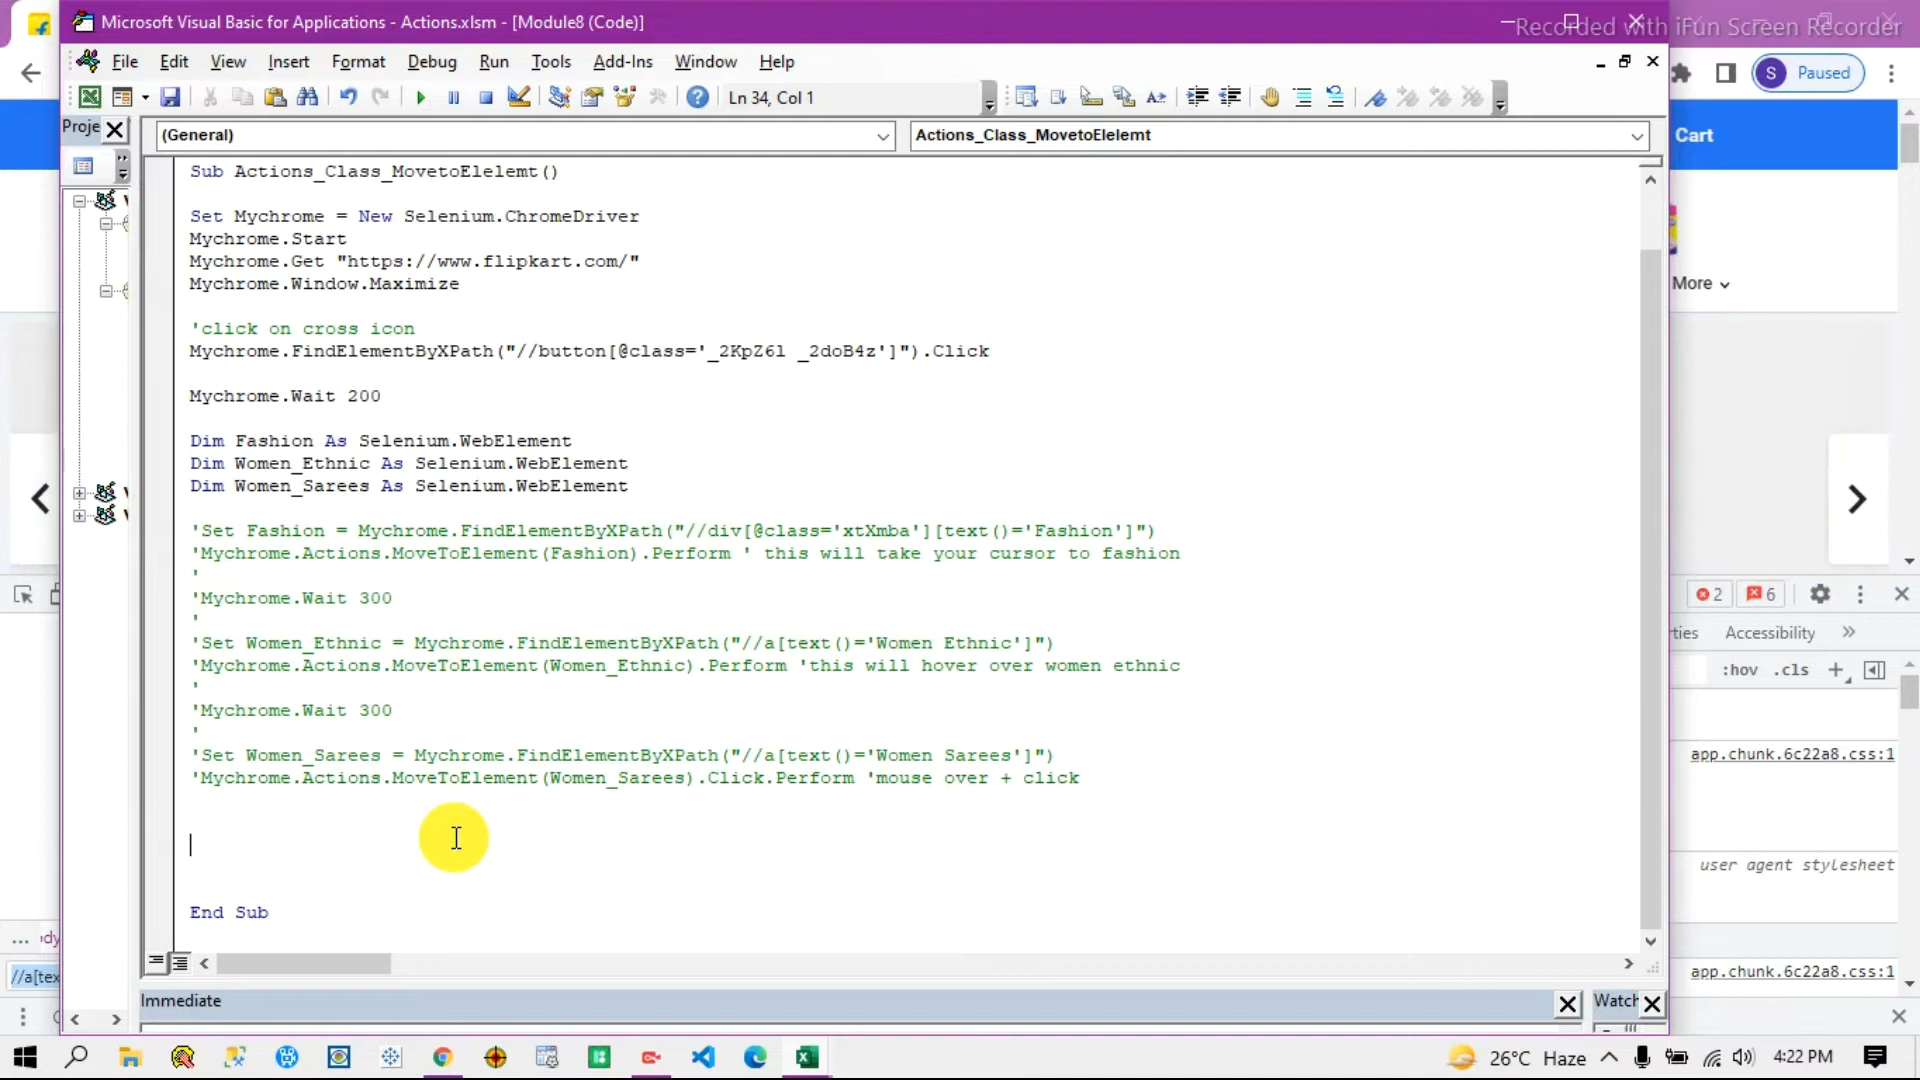 Microsoft Visual Basic for Applications - Actions.xlsm - [Module8 (Code)]
Recorded with iFun Screen Recorder
File Edit View Insert Format Debug Run Tools Add-Ins Window Help
S Paused
Ln 34, Col 1
Proje
(General)
Actions_Class_MovetoElelemt
Cart
Sub Actions_Class_MovetoElelemt()
Set Mychrome = New Selenium.ChromeDriver
Mychrome.Start
Mychrome.Get "https://www.flipkart.com/"
Mychrome.Window.Maximize
More
'click on cross icon
Mychrome.FindElementByXPath("//button[@class='_2KpZ6l _2doB4z']").Click
Mychrome.Wait 200
Dim Fashion As Selenium.WebElement
Dim Women_Ethnic As Selenium.WebElement
Dim Women_Sarees As Selenium.WebElement
'Set Fashion = Mychrome.FindElementByXPath("//div[@class='xtXmba'][text()='Fashion']")
'Mychrome.Actions.MoveToElement(Fashion).Perform ' this will take your cursor to fashion
'
'Mychrome.Wait 300
'
'Set Women_Ethnic = Mychrome.FindElementByXPath("//a[text()='Women Ethnic']")
'Mychrome.Actions.MoveToElement(Women_Ethnic).Perform 'this will hover over women ethnic
'
'Mychrome.Wait 300
'
'Set Women_Sarees = Mychrome.FindElementByXPath("//a[text()='Women Sarees']")
'Mychrome.Actions.MoveToElement(Women_Sarees).Click.Perform 'mouse over + click
End Sub
2 6
rties Accessibility »
:hov .cls +
app.chunk.6c22a8.css:1
user agent stylesheet
app.chunk.6c22a8.css:1
... dy
//a[tex
Immediate
Watch
26°C Haze
4:22 PM